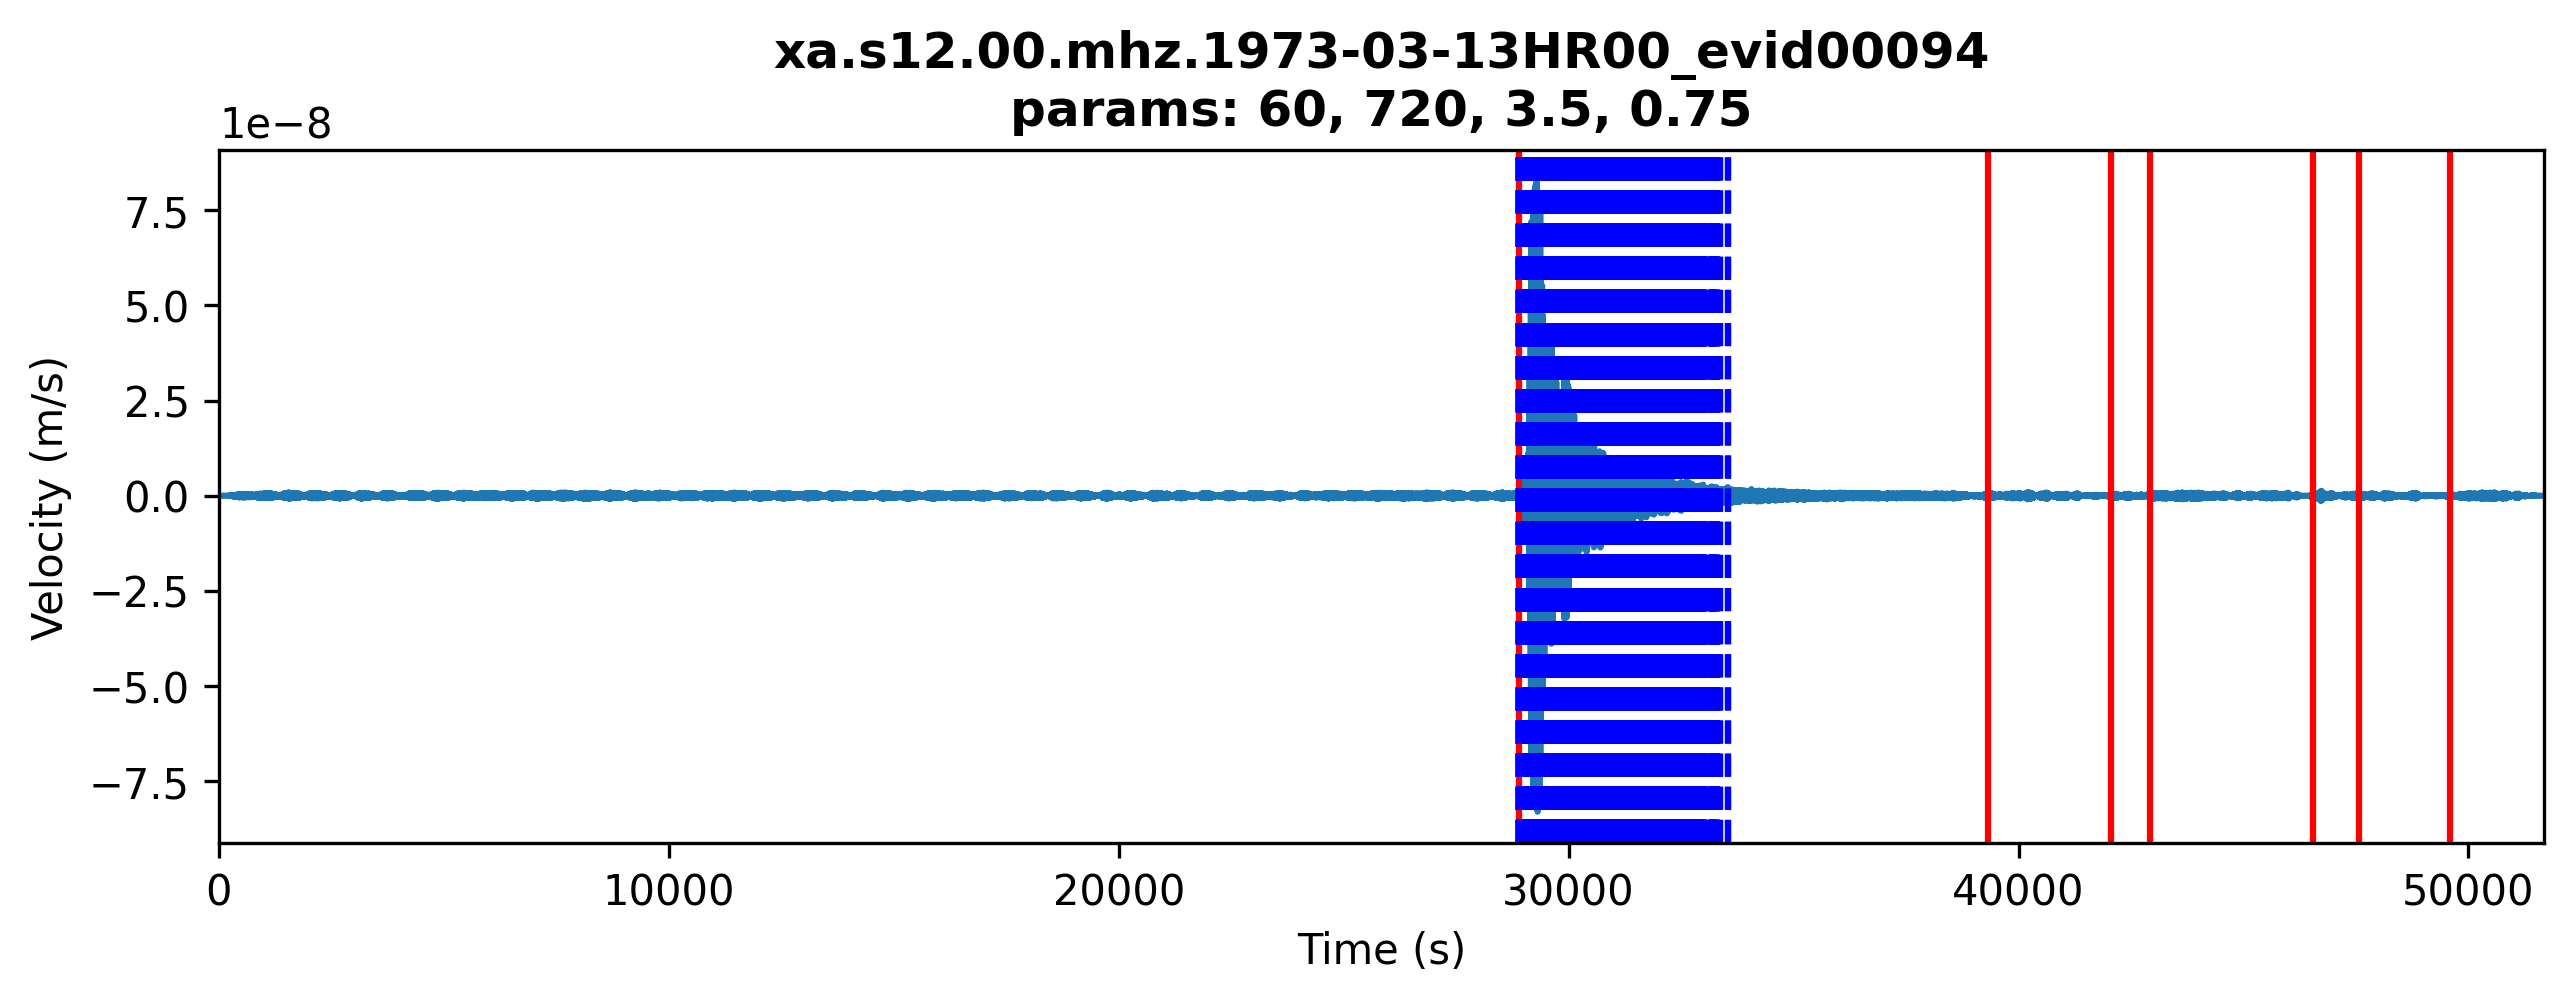 xa.s12.00.mhz.1973-03-13HR00_evid00094
params: 60, 720, 3.5, 0.75
1e−8
7.5
5.0
2.5
0.0
−2.5
−5.0
−7.5
Velocity (m/s)
0 10000 20000 30000 40000 50000
Time (s)